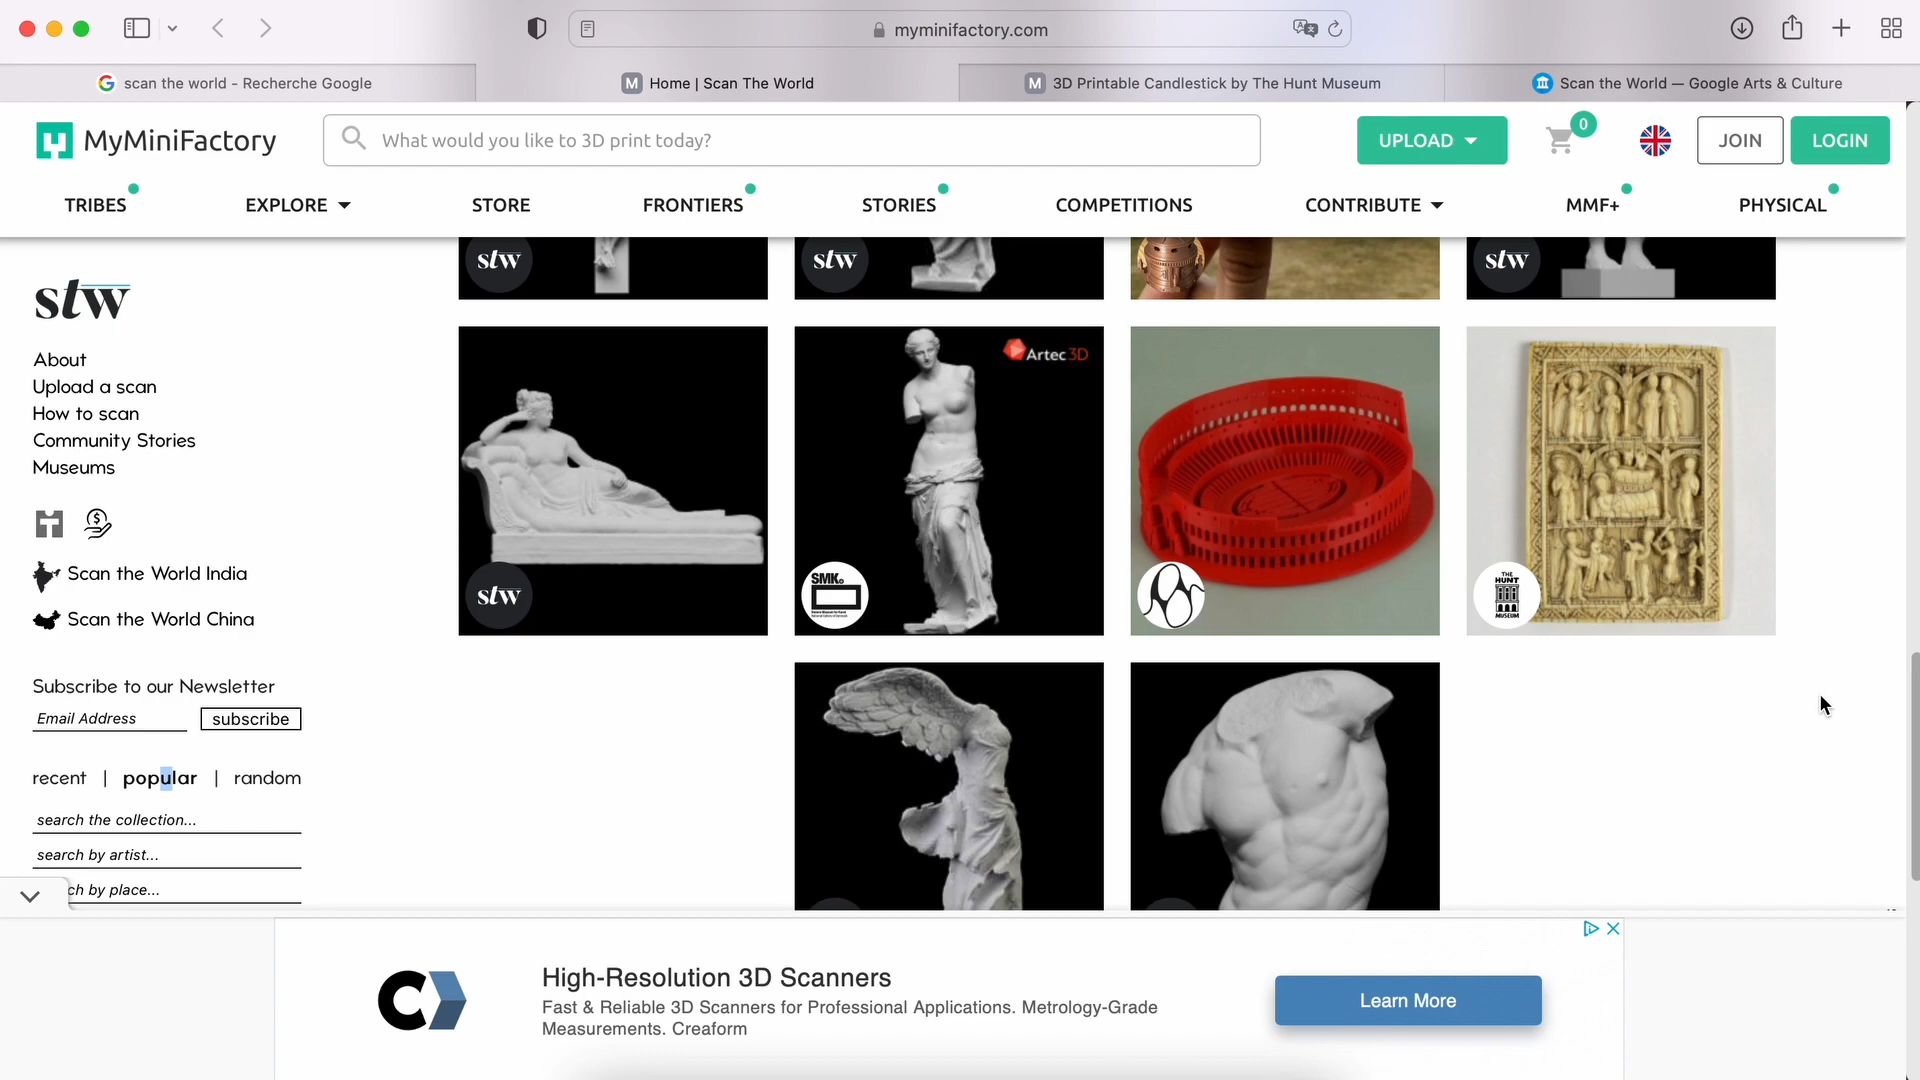 myminifactory.com
scan the world - Recherche Google
M Home | Scan The World
M 3D Printable Candlestick by The Hunt Museum
Scan the World — Google Arts & Culture
MyMiniFactory
What would you like to 3D print today?
UPLOAD
0
JOIN
LOGIN
TRIBES
EXPLORE
STORE
FRONTIERS
STORIES
COMPETITIONS
CONTRIBUTE
MMF+
PHYSICAL
stw
stw
stw
stw
About
Upload a scan
How to scan
Community Stories
Museums
Scan the World India
Scan the World China
Artec3D
stw
SMK
THE
HUNT
MUSEUM
Subscribe to our Newsletter
Email Address
subscribe
recent | popular | random
search the collection...
search by artist...
ch by place...
High-Resolution 3D Scanners
Fast & Reliable 3D Scanners for Professional Applications. Metrology-Grade
Measurements. Creaform
Learn More